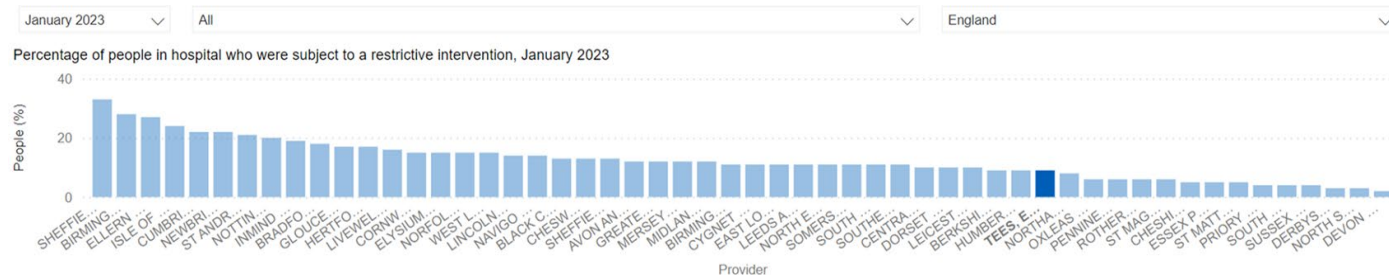 January 2023
All
England
Percentage of people in hospital who were subject to a restrictive intervention, January 2023
People (%)
40
20
0
SHEFFIE...
BIRMING...
ELLERN ...
ISLE OF ...
CUMBRI...
NEWBRI...
ST ANDR...
NOTTIN...
INMIND ...
BRADFO...
GLOUCE...
HERTFO...
LIVEWEL...
CORNW...
ELYSIUM...
NORFOL...
WEST L...
LINCOLN...
NAVIGO ...
BLACK C...
CHESW...
SHEFFIE...
AVON AN...
GREATE...
MERSEY ...
MIDLAN...
BIRMING...
CYGNET ...
EAST LO...
LEEDS A...
NORTH E...
SOMERS...
SOUTH ...
SOUTHE...
CENTRA...
DORSET ...
LEICEST...
BERKSHI...
HUMBER...
TEES, E...
NORTHA...
OXLEAS ...
PENNINE...
ROTHER...
ST MAG...
CHESHI...
ESSEX P...
ST MATT...
PRIORY ...
SOUTH ...
SUSSEX ...
DERBYS...
NORTH S...
DEVON ...
Provider